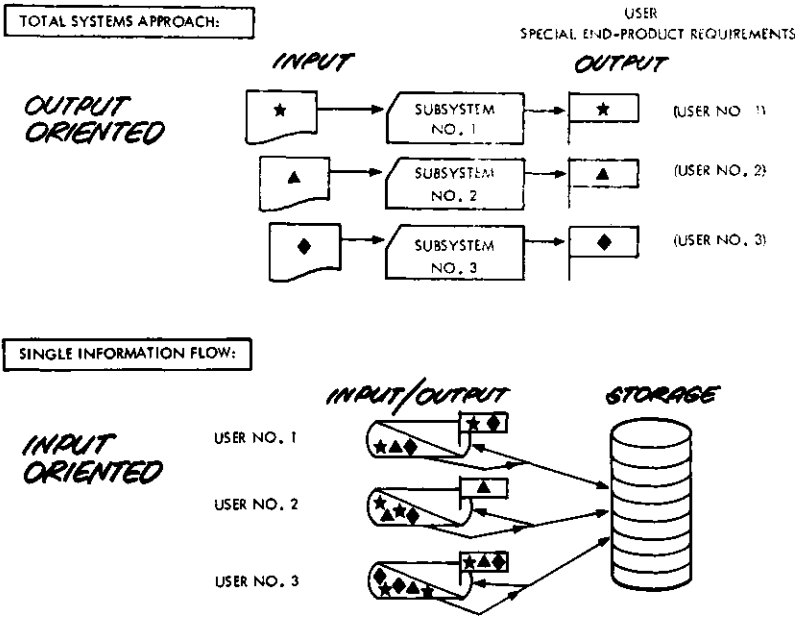 TOTAL SYSTEMS APPROACH:
USER
SPECIAL END-PRODUCT REQUIREMENTS
INPUT
OUTPUT
OUTPUT
ORIENTED
SUBSYSTEM
NO. 1
(USER NO 1)
SUBSYSTEM
NO. 2
(USER NO. 2)
SUBSYSTEM
NO. 3
(USER NO. 3)
SINGLE INFORMATION FLOW:
INPUT/OUTPUT
STORAGE
INPUT
ORIENTED
USER NO. 1
USER NO. 2
USER NO. 3